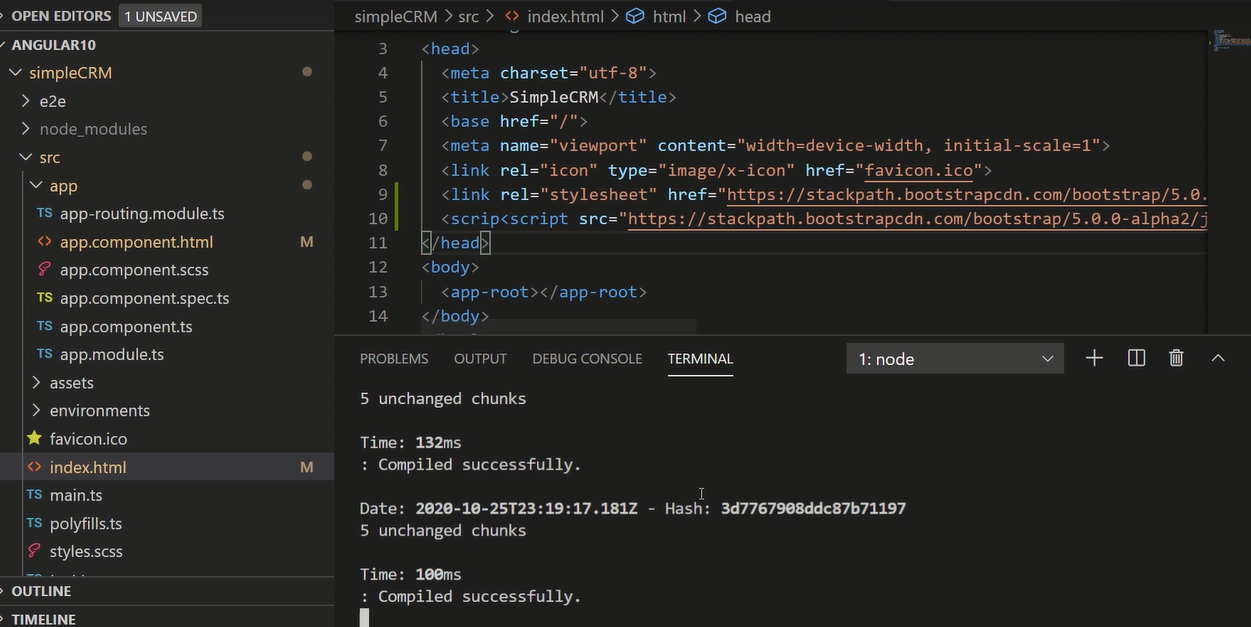 OPEN EDITORS 1 UNSAVED
ANGULAR10
simpleCRM
e2e
node_modules
src
app
TS app-routing.module.ts
<> app.component.html M
app.component.scss
TS app.component.spec.ts
TS app.component.ts
TS app.module.ts
assets
environments
favicon.ico
<> index.html M
TS main.ts
TS polyfills.ts
styles.scss
OUTLINE
TIMELINE
simpleCRM > src > <> index.html > html > head
3 <head>
4 <meta charset="utf-8">
5 <title>SimpleCRM</title>
6 <base href="/">
7 <meta name="viewport" content="width=device-width, initial-scale=1">
8 <link rel="icon" type="image/x-icon" href="favicon.ico">
9 <link rel="stylesheet" href="https://stackpath.bootstrapcdn.com/bootstrap/5.0.
10 <scrip<script src="https://stackpath.bootstrapcdn.com/bootstrap/5.0.0-alpha2/j
11 </head>
12 <body>
13 <app-root></app-root>
14 </body>
PROBLEMS OUTPUT DEBUG CONSOLE TERMINAL 1: node
5 unchanged chunks
Time: 132ms
: Compiled successfully.
Date: 2020-10-25T23:19:17.181Z - Hash: 3d7767908ddc87b71197
5 unchanged chunks
Time: 100ms
: Compiled successfully.